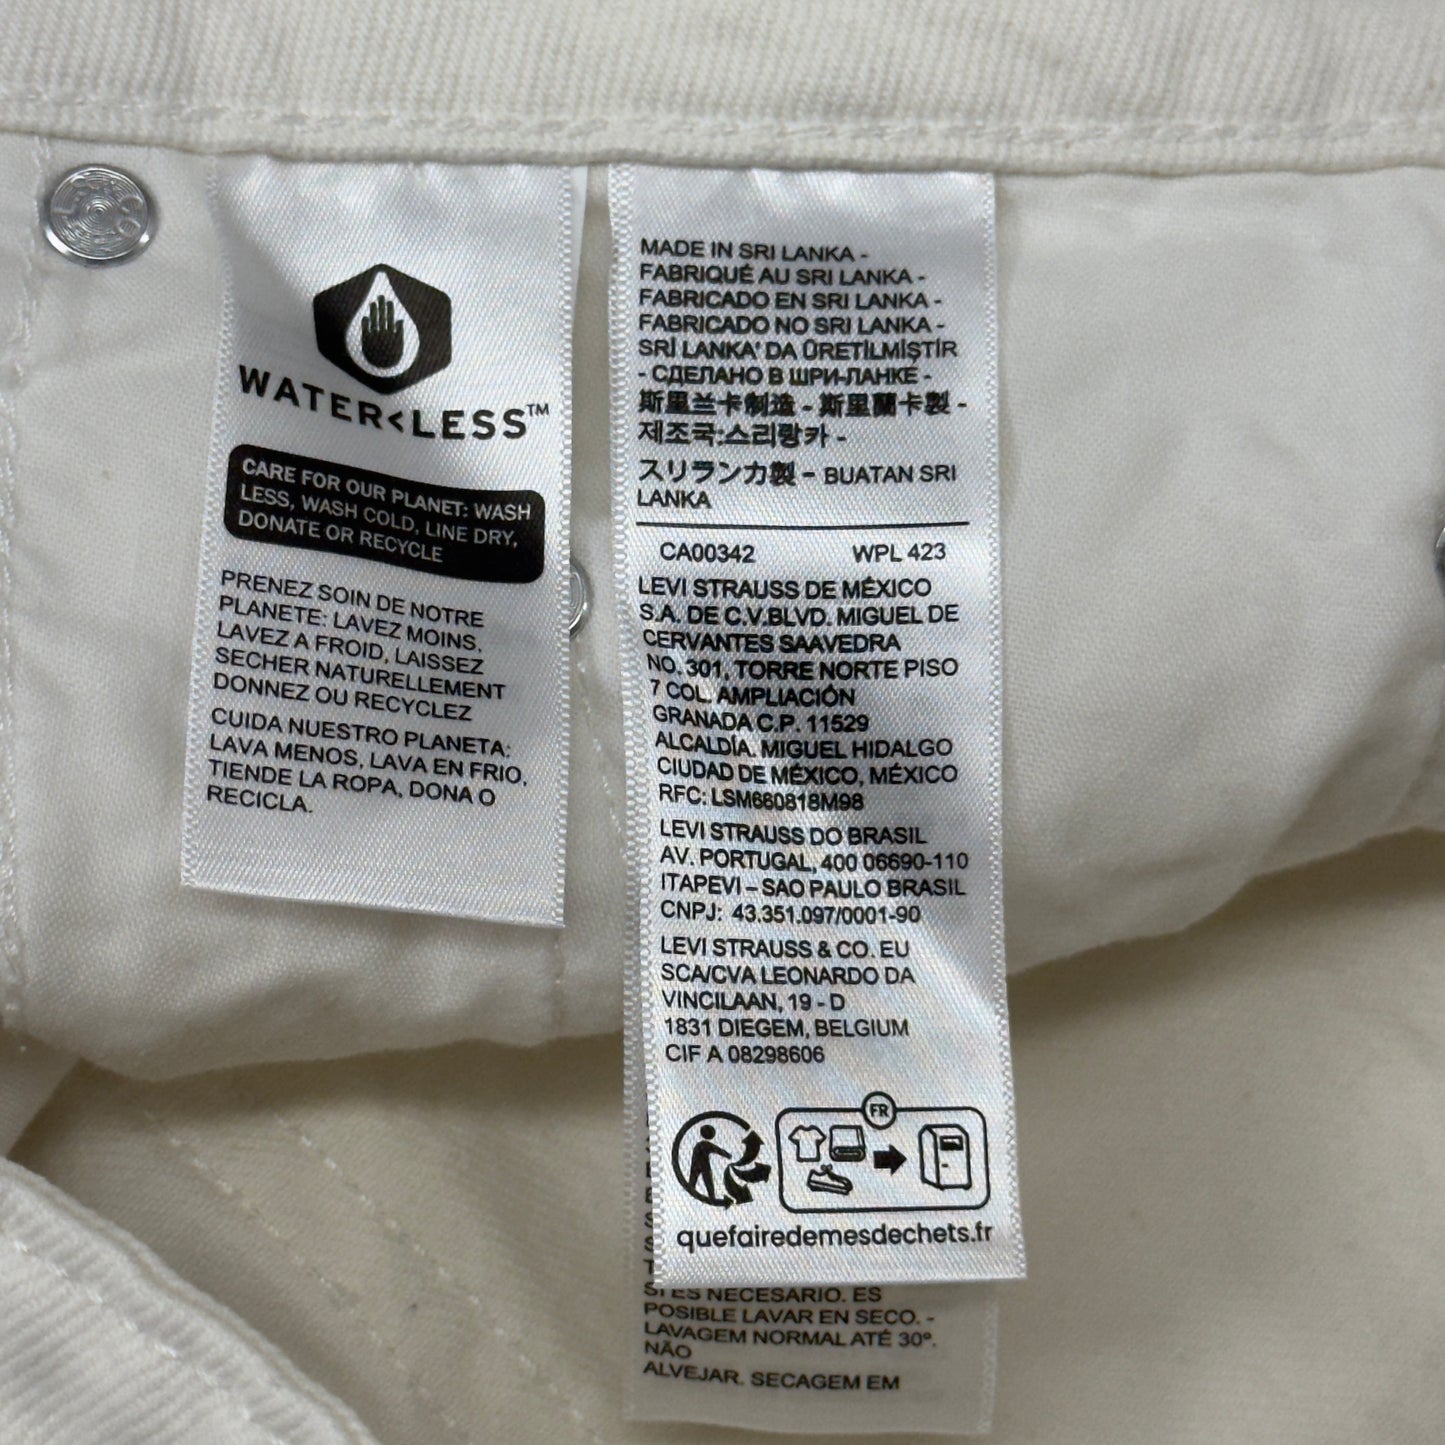 WATER<LESS™
CARE FOR OUR PLANET: WASH
LESS, WASH COLD, LINE DRY,
DONATE OR RECYCLE
PRENEZ SOIN DE NOTRE
PLANETE: LAVEZ MOINS,
LAVEZ A FROID, LAISSEZ
SECHER NATURELLEMENT
DONNEZ OU RECYCLEZ
CUIDA NUESTRO PLANETA:
LAVA MENOS, LAVA EN FRIO,
TIENDE LA ROPA, DONA O
RECICLA.
MADE IN SRI LANKA -
FABRIQUÉ AU SRI LANKA -
FABRICADO EN SRI LANKA -
FABRICADO NO SRI LANKA -
SRİ LANKA' DA ÜRETİLMİŞTİR
- СДЕЛАНО В ШРИ-ЛАНКЕ -
斯里兰卡制造 - 斯里蘭卡製 -
제조국:스리랑카 -
スリランカ製 - BUATAN SRI
LANKA
CA00342 WPL 423
LEVI STRAUSS DE MÉXICO
S.A. DE C.V.BLVD. MIGUEL DE
CERVANTES SAAVEDRA
NO. 301, TORRE NORTE PISO
7 COL. AMPLIACIÓN
GRANADA C.P. 11529
ALCALDÍA. MIGUEL HIDALGO
CIUDAD DE MÉXICO, MÉXICO
RFC: LSM660818M98
LEVI STRAUSS DO BRASIL
AV. PORTUGAL, 400 06690-110
ITAPEVI – SAO PAULO BRASIL
CNPJ: 43.351.097/0001-90
LEVI STRAUSS & CO. EU
SCA/CVA LEONARDO DA
VINCILAAN, 19 - D
1831 DIEGEM, BELGIUM
CIF A 08298606
FR
quefairedemesdechets.fr
SI ES NECESARIO. ES
POSIBLE LAVAR EN SECO. -
LAVAGEM NORMAL ATÉ 30º.
NÃO
ALVEJAR. SECAGEM EM